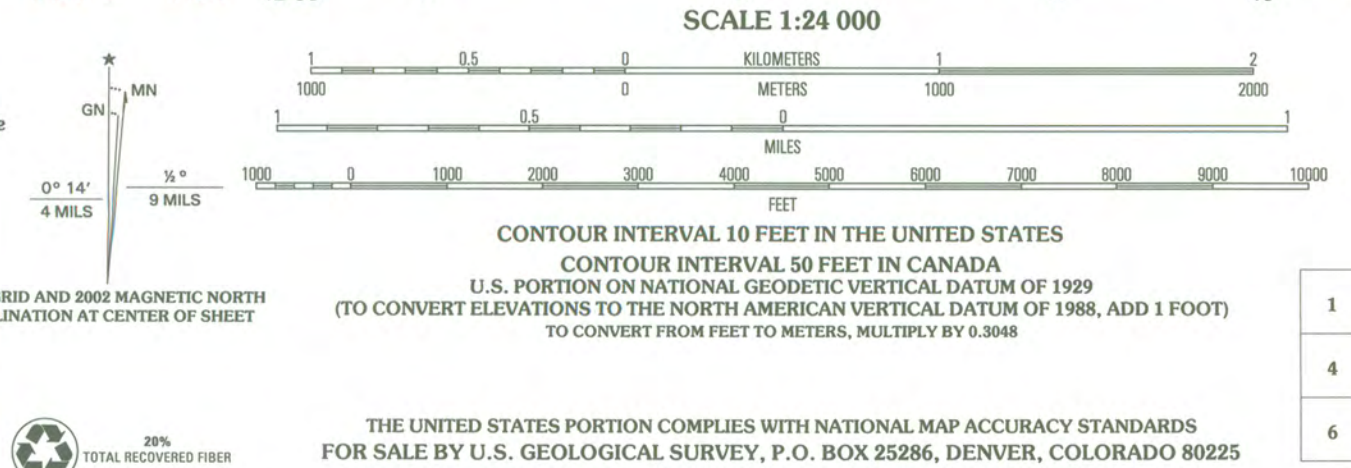 SCALE 1:24 000
1 0.5 0 KILOMETERS 1 2
1000 0 METERS 1000 2000
1 0.5 0 1
MILES
1000 0 1000 2000 3000 4000 5000 6000 7000 8000 9000 10000
FEET
★
MN
GN
0° 14′ ½ °
4 MILS 9 MILS
RID AND 2002 MAGNETIC NORTH
LINATION AT CENTER OF SHEET
CONTOUR INTERVAL 10 FEET IN THE UNITED STATES
CONTOUR INTERVAL 50 FEET IN CANADA
U.S. PORTION ON NATIONAL GEODETIC VERTICAL DATUM OF 1929
(TO CONVERT ELEVATIONS TO THE NORTH AMERICAN VERTICAL DATUM OF 1988, ADD 1 FOOT)
TO CONVERT FROM FEET TO METERS, MULTIPLY BY 0.3048
1
4
6
20%
TOTAL RECOVERED FIBER
THE UNITED STATES PORTION COMPLIES WITH NATIONAL MAP ACCURACY STANDARDS
FOR SALE BY U.S. GEOLOGICAL SURVEY, P.O. BOX 25286, DENVER, COLORADO 80225